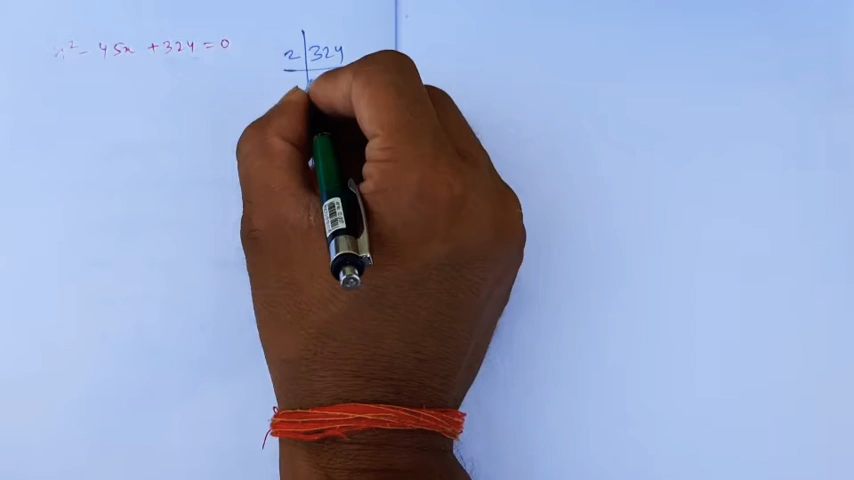 x² - 45x + 324 = 0
2 | 324